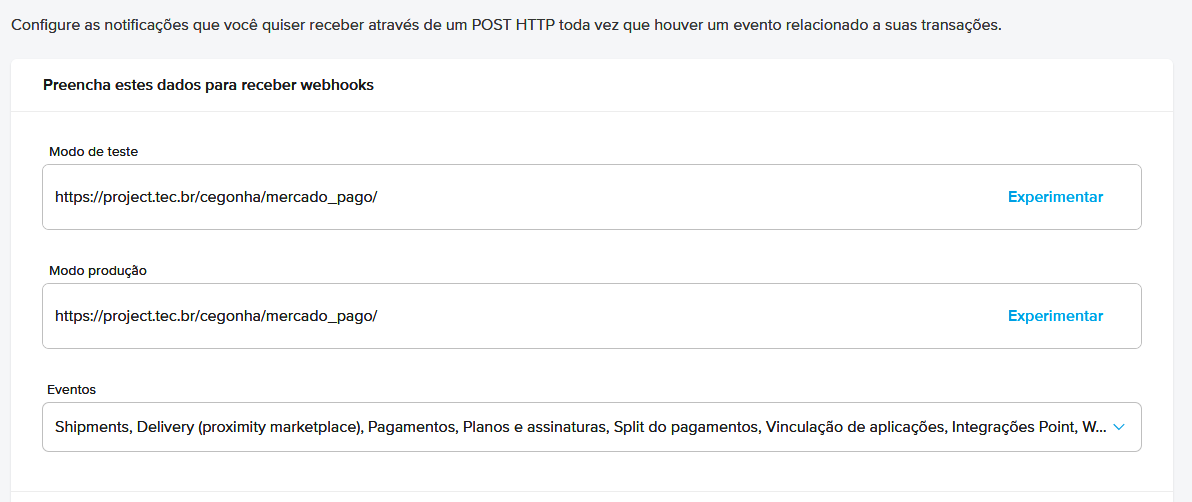 Configure as notificações que você quiser receber através de um POST HTTP toda vez que houver um evento relacionado a suas transações.
Preencha estes dados para receber webhooks
Modo de teste
https://project.tec.br/cegonha/mercado_pago/
Experimentar
Modo produção
https://project.tec.br/cegonha/mercado_pago/
Experimentar
Eventos
Shipments, Delivery (proximity marketplace), Pagamentos, Planos e assinaturas, Split do pagamentos, Vinculação de aplicações, Integrações Point, W...